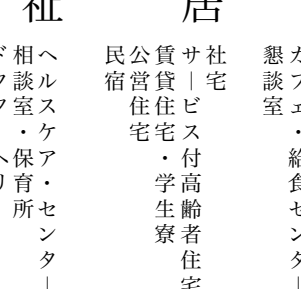 カフェ・給食センター
懇談室
居
社宅
サービス付高齢者住宅
賃貸住宅・学生寮
公営住宅
民宿
祉
ヘルスケア・センター
相談室・保育所